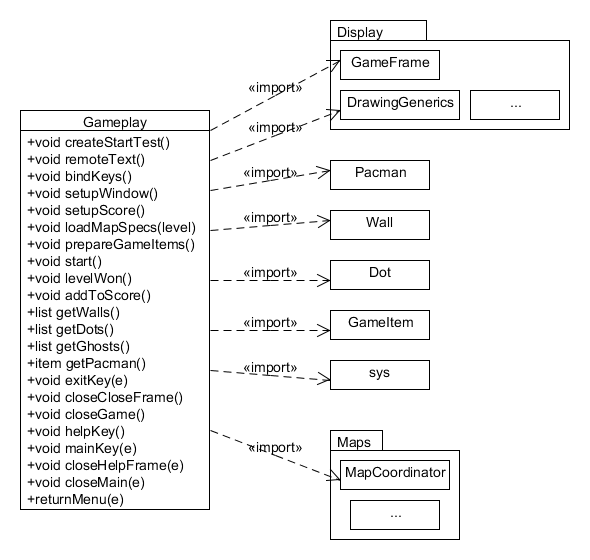 Display
GameFrame
«import»
DrawingGenerics
...
Gameplay
«import»
+void createStartTest()
+void remoteText()
+void bindKeys()
«import»
Pacman
+void setupWindow()
+void setupScore()
«import»
Wall
+void loadMapSpecs(level)
+void prepareGameItems()
+void start()
«import»
Dot
+void levelWon()
+void addToScore()
+list getWalls()
«import»
GameItem
+list getDots()
+list getGhosts()
+item getPacman()
«import»
sys
+void exitKey(e)
+void closeCloseFrame()
+void closeGame()
+void helpKey()
Maps
+void mainKey(e)
«import»
+void closeHelpFrame(e)
MapCoordinator
+void closeMain(e)
+returnMenu(e)
...